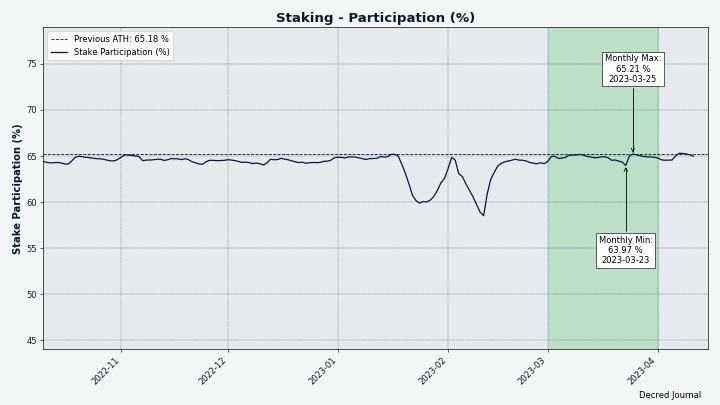 Staking - Participation (%)
Previous ATH: 65.18 %
Stake Participation (%)
Monthly Max:
65.21 %
2023-03-25
Monthly Min:
63.97 %
2023-03-23
Stake Participation (%)
75
70
65
60
55
50
45
2022-11
2022-12
2023-01
2023-02
2023-03
2023-04
Decred Journal